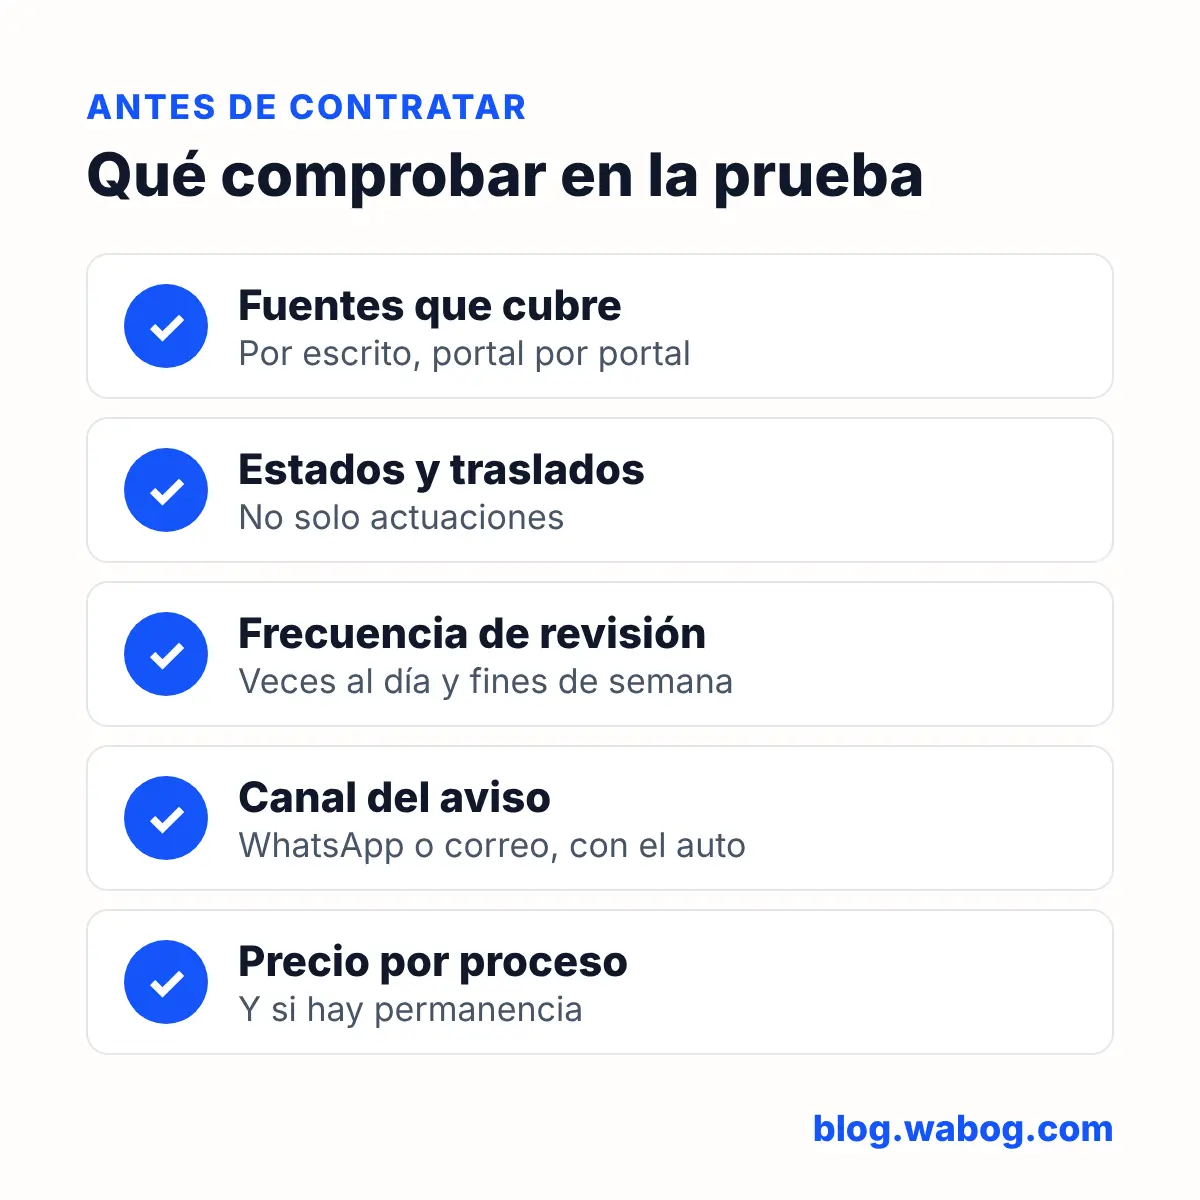 ANTES DE CONTRATAR
Qué comprobar en la prueba
Fuentes que cubre
Por escrito, portal por portal
Estados y traslados
No solo actuaciones
Frecuencia de revisión
Veces al día y fines de semana
Canal del aviso
WhatsApp o correo, con el auto
Precio por proceso
Y si hay permanencia
blog.wabog.com